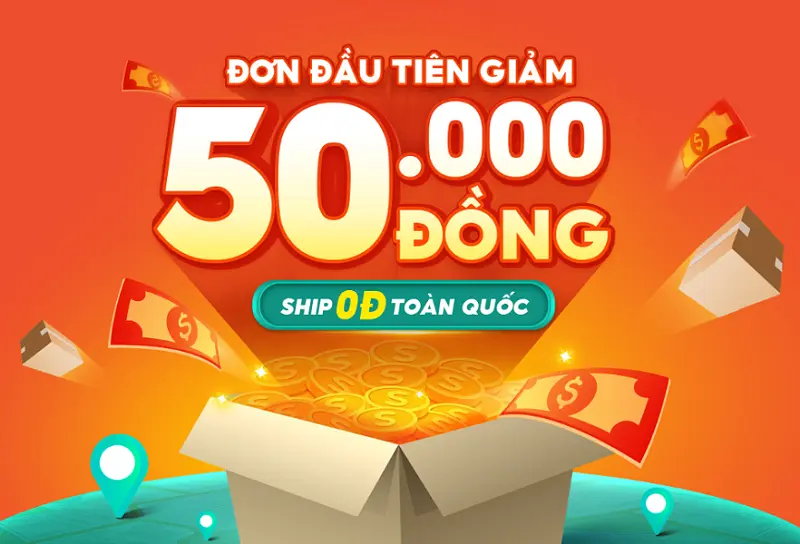 ĐƠN ĐẦU TIÊN GIẢM
50.000
ĐỒNG
SHIP 0Đ TOÀN QUỐC